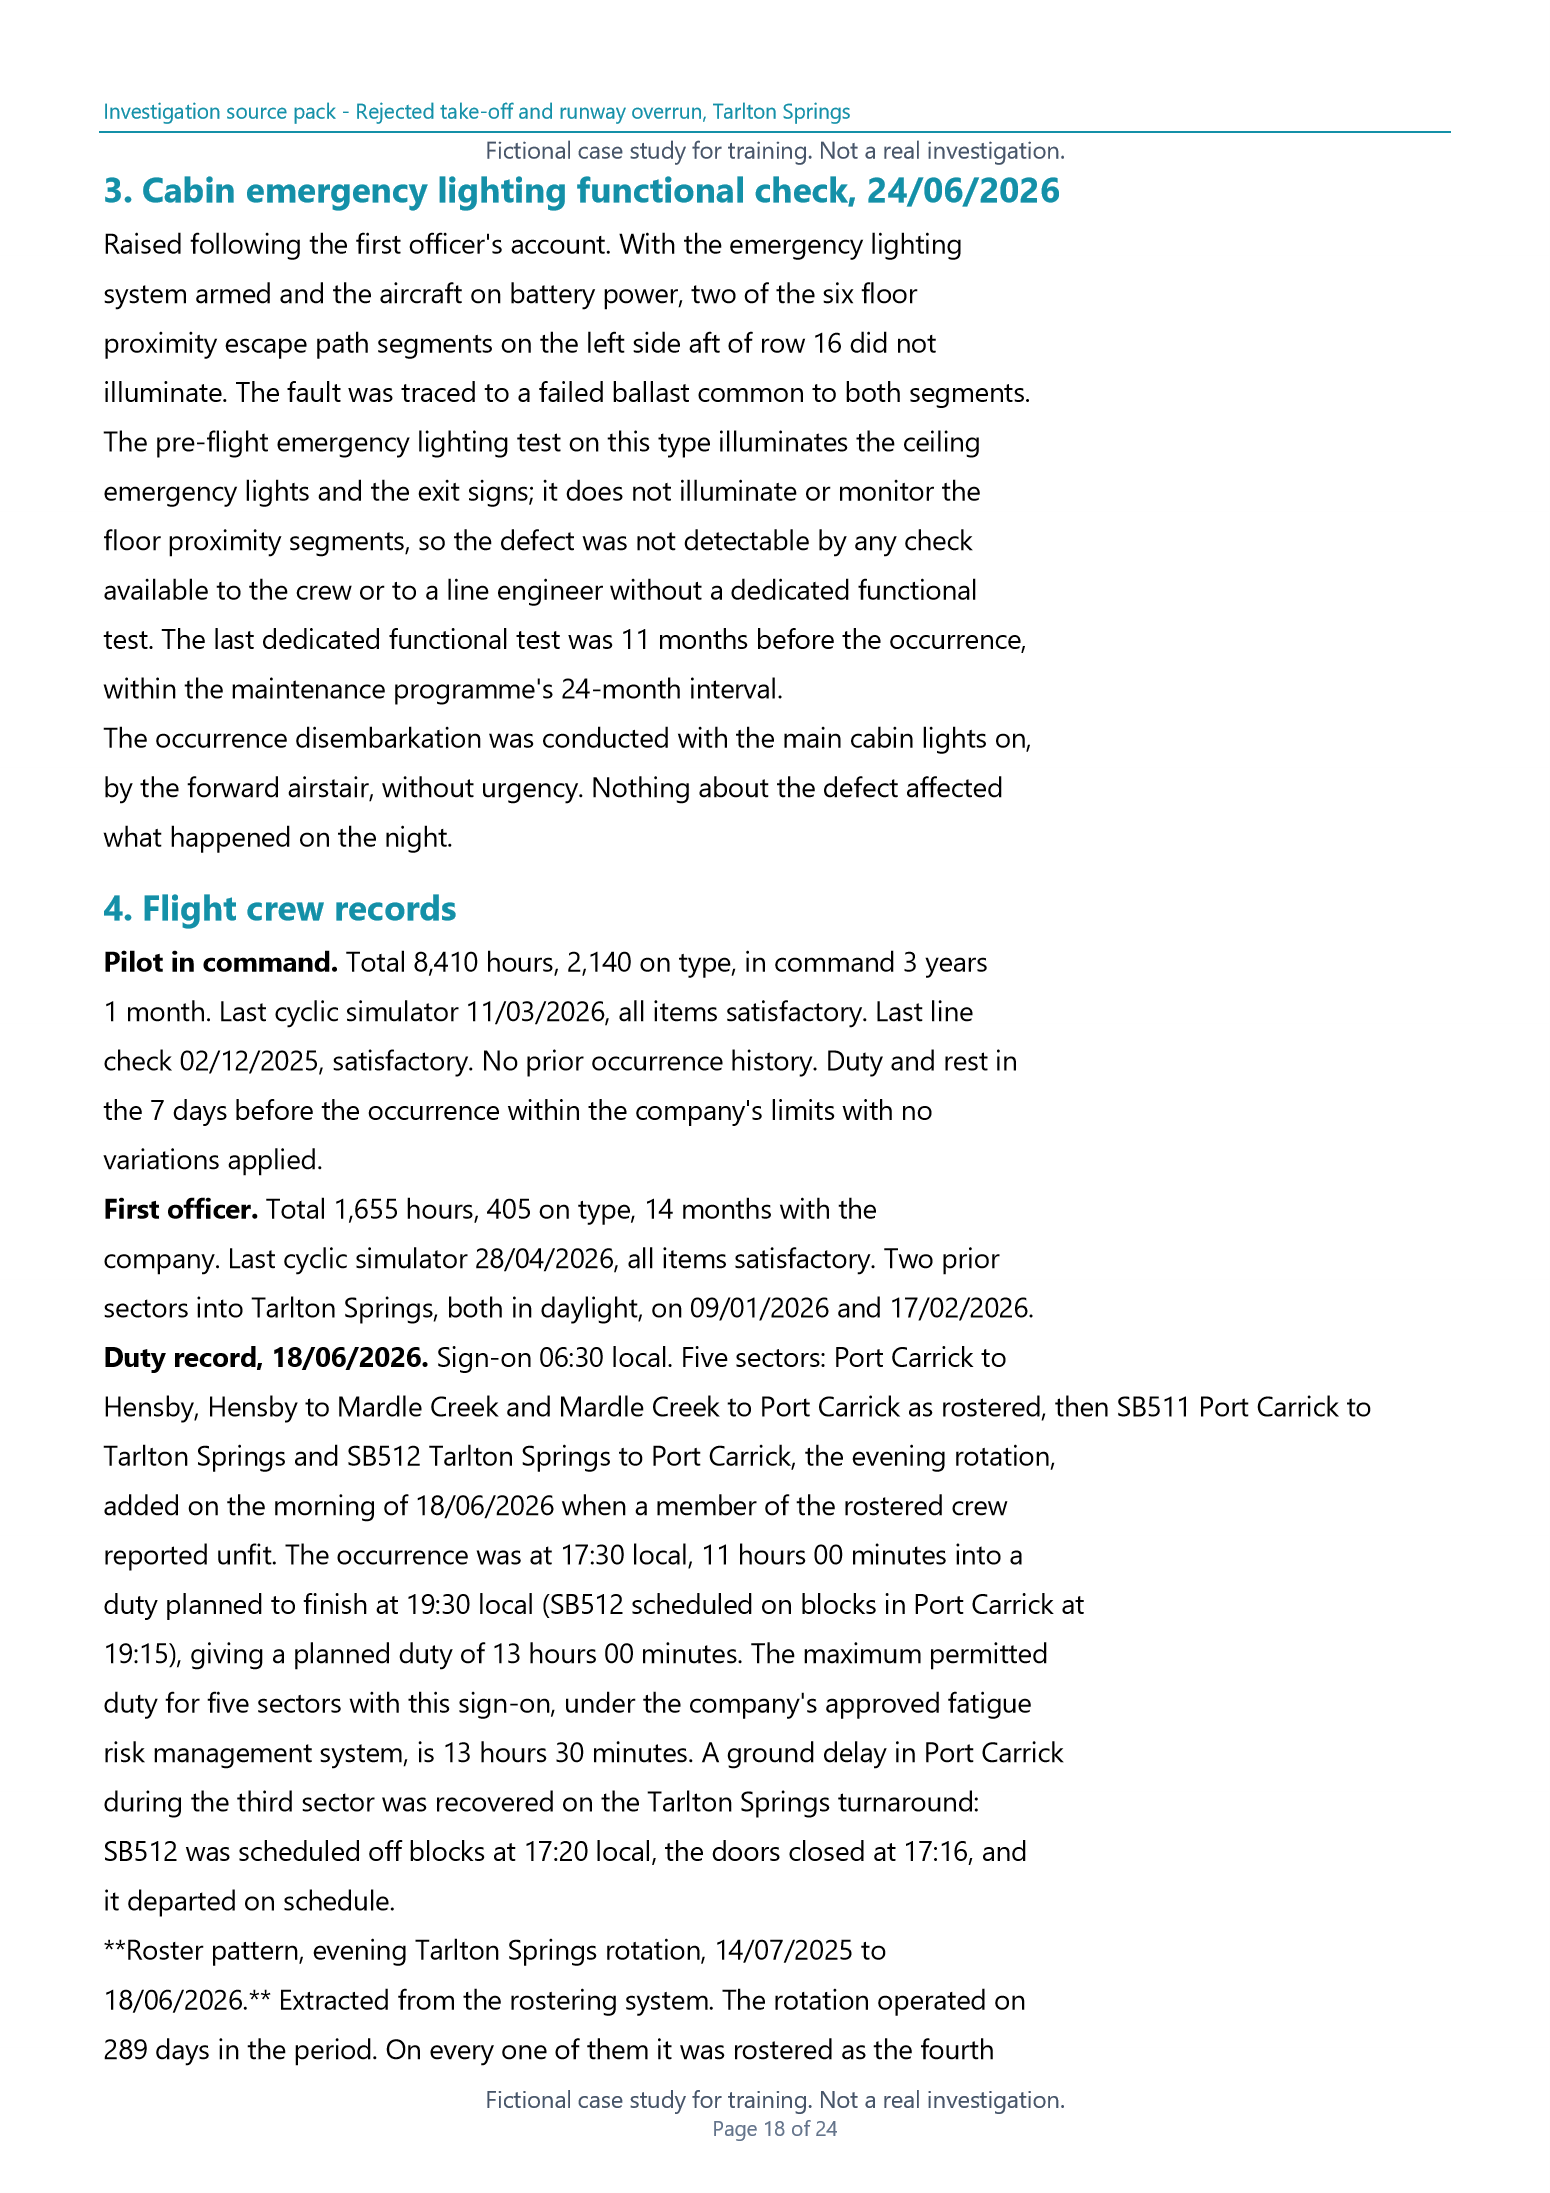 Investigation source pack - Rejected take-off and runway overrun, Tarlton Springs
Fictional case study for training. Not a real investigation.
3. Cabin emergency lighting functional check, 24/06/2026
Raised following the first officer's account. With the emergency lighting
system armed and the aircraft on battery power, two of the six floor
proximity escape path segments on the left side aft of row 16 did not
illuminate. The fault was traced to a failed ballast common to both segments.
The pre-flight emergency lighting test on this type illuminates the ceiling
emergency lights and the exit signs; it does not illuminate or monitor the
floor proximity segments, so the defect was not detectable by any check
available to the crew or to a line engineer without a dedicated functional
test. The last dedicated functional test was 11 months before the occurrence,
within the maintenance programme's 24-month interval.
The occurrence disembarkation was conducted with the main cabin lights on,
by the forward airstair, without urgency. Nothing about the defect affected
what happened on the night.
4. Flight crew records
Pilot in command. Total 8,410 hours, 2,140 on type, in command 3 years
1 month. Last cyclic simulator 11/03/2026, all items satisfactory. Last line
check 02/12/2025, satisfactory. No prior occurrence history. Duty and rest in
the 7 days before the occurrence within the company's limits with no
variations applied.
First officer. Total 1,655 hours, 405 on type, 14 months with the
company. Last cyclic simulator 28/04/2026, all items satisfactory. Two prior
sectors into Tarlton Springs, both in daylight, on 09/01/2026 and 17/02/2026.
Duty record, 18/06/2026. Sign-on 06:30 local. Five sectors: Port Carrick to
Hensby, Hensby to Mardle Creek and Mardle Creek to Port Carrick as rostered, then SB511 Port Carrick to
Tarlton Springs and SB512 Tarlton Springs to Port Carrick, the evening rotation,
added on the morning of 18/06/2026 when a member of the rostered crew
reported unfit. The occurrence was at 17:30 local, 11 hours 00 minutes into a
duty planned to finish at 19:30 local (SB512 scheduled on blocks in Port Carrick at
19:15), giving a planned duty of 13 hours 00 minutes. The maximum permitted
duty for five sectors with this sign-on, under the company's approved fatigue
risk management system, is 13 hours 30 minutes. A ground delay in Port Carrick
during the third sector was recovered on the Tarlton Springs turnaround:
SB512 was scheduled off blocks at 17:20 local, the doors closed at 17:16, and
it departed on schedule.
**Roster pattern, evening Tarlton Springs rotation, 14/07/2025 to
18/06/2026.** Extracted from the rostering system. The rotation operated on
289 days in the period. On every one of them it was rostered as the fourth
Fictional case study for training. Not a real investigation.
Page 18 of 24